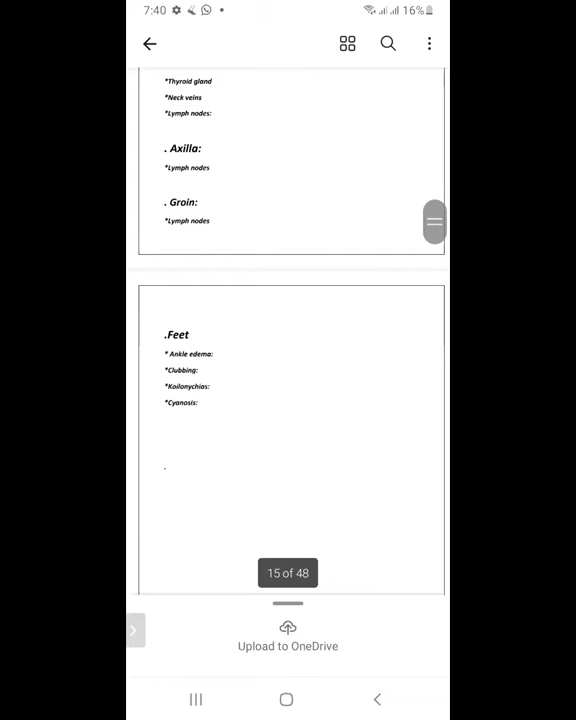 7:40
16%
*Thyroid gland
*Neck veins
*Lymph nodes:
. Axilla:
*Lymph nodes
. Groin:
*Lymph nodes
.Feet
* Ankle edema:
*Clubbing:
*Koilonychias:
*Cyanosis:
.
15 of 48
Upload to OneDrive